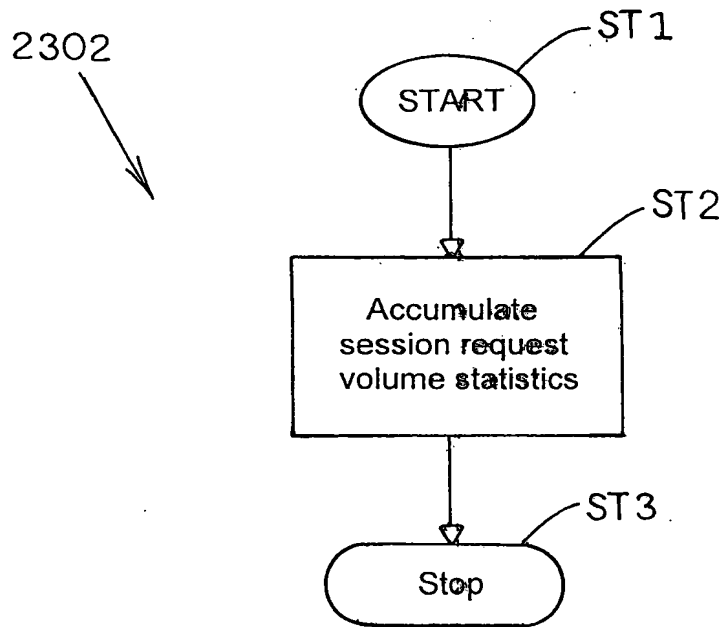 2302
ST1
START
ST2
Accumulate
session request
volume statistics
ST3
Stop